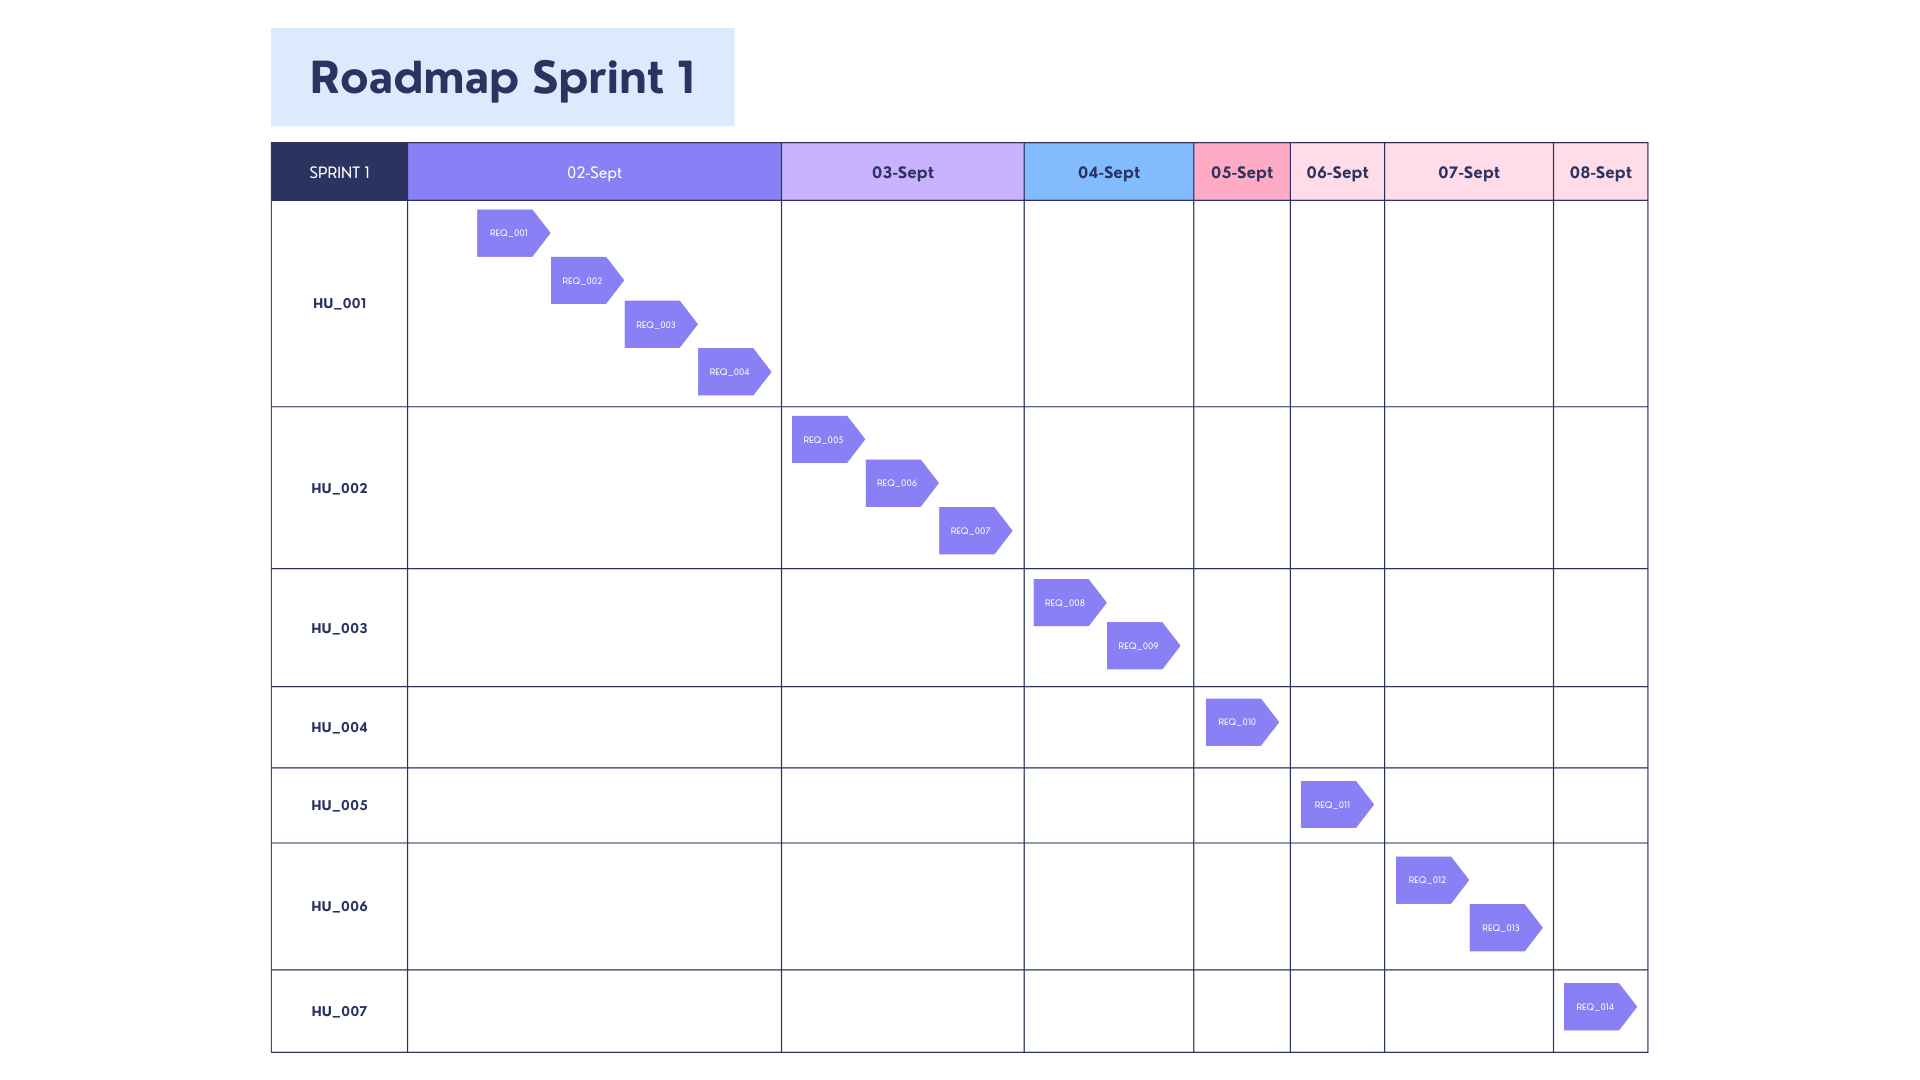 Roadmap Sprint 1
SPRINT 1 02-Sept 03-Sept 04-Sept 05-Sept 06-Sept 07-Sept 08-Sept
HU_001
REQ_001
REQ_002
REQ_003
REQ_004
HU_002
REQ_005
REQ_006
REQ_007
HU_003
REQ_008
REQ_009
HU_004
REQ_010
HU_005
REQ_011
HU_006
REQ_012
REQ_013
HU_007
REQ_014